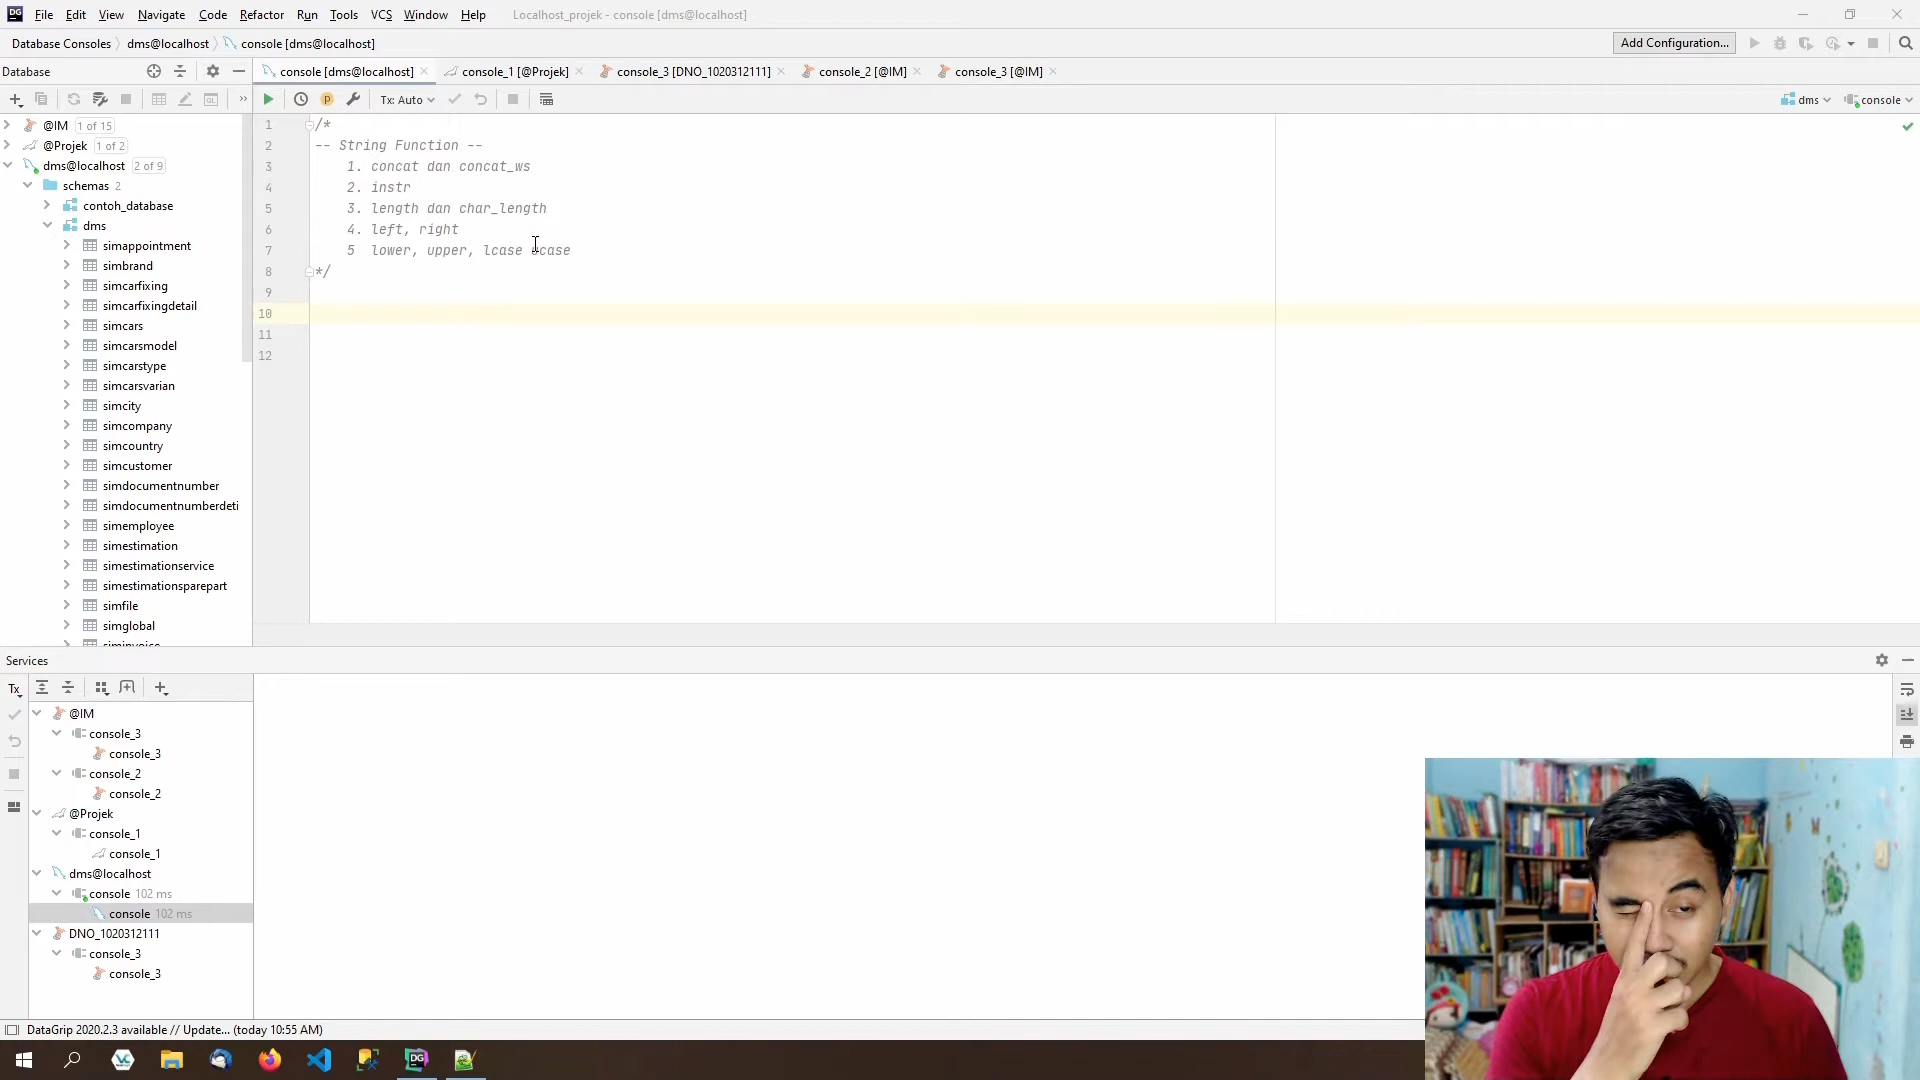 File Edit View Navigate Code Refactor Run Tools VCS Window Help Localhost_projek - console [dms@localhost]
Database Consoles dms@localhost console [dms@localhost] Add Configuration...
Database console [dms@localhost] console_1 [@Projek] console_3 [DNO_1020312111] console_2 [@IM] console_3 [@IM]
Tx: Auto dms console
@IM 1 of 15
@Projek 1 of 2
dms@localhost 2 of 9
schemas 2
contoh_database
dms
simappointment
simbrand
simcarfixing
simcarfixingdetail
simcars
simcarsmodel
simcarstype
simcarsvarian
simcity
simcompany
simcountry
simcustomer
simdocumentnumber
simdocumentnumberdeti
simemployee
simestimation
simestimationservice
simestimationsparepart
simfile
simglobal
siminvoice
1 /*
2 -- String Function --
3 1. concat dan concat_ws
4 2. instr
5 3. length dan char_length
6 4. left, right
7 5 lower, upper, lcase
8 */
9
10
11
12
Services
Tx
@IM
console_3
console_3
console_2
console_2
@Projek
console_1
console_1
dms@localhost
console 102 ms
console 102 ms
DNO_1020312111
console_3
console_3
DataGrip 2020.2.3 available // Update... (today 10:55 AM)